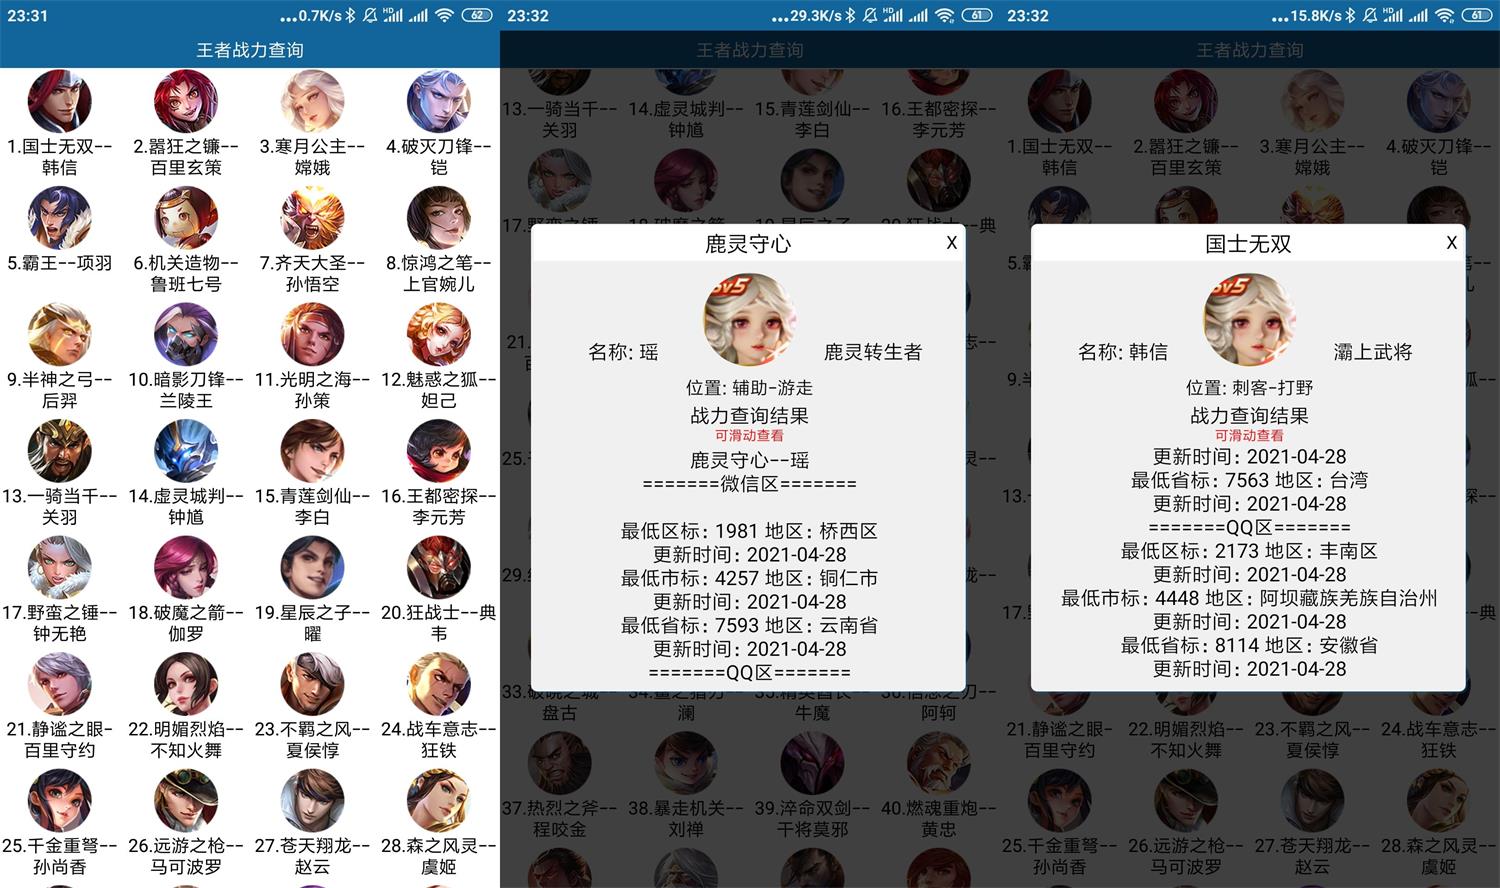 23:31
...0.7K/s
HD
62
王者战力查询
1.国士无双--
韩信
2.嚣狂之镰--
百里玄策
3.寒月公主--
嫦娥
4.破灭刀锋--
铠
5.霸王--项羽
6.机关造物--
鲁班七号
7.齐天大圣--
孙悟空
8.惊鸿之笔--
上官婉儿
9.半神之弓--
后羿
10.暗影刀锋--
兰陵王
11.光明之海--
孙策
12.魅惑之狐--
妲己
13.一骑当千--
关羽
14.虚灵城判--
钟馗
15.青莲剑仙--
李白
16.王都密探--
李元芳
17.野蛮之锤--
钟无艳
18.破魔之箭--
伽罗
19.星辰之子--
曜
20.狂战士--典
韦
21.静谧之眼-
百里守约
22.明媚烈焰--
不知火舞
23.不羁之风--
夏侯惇
24.战车意志--
狂铁
25.千金重弩--
孙尚香
26.远游之枪--
马可波罗
27.苍天翔龙--
赵云
28.森之风灵--
虞姬
23:32
...29.3K/s
HD
61
王者战力查询
13.一骑当千--
关羽
14.虚灵城判--
钟馗
15.青莲剑仙--
李白
16.王都密探--
李元芳
鹿灵守心
X
名称: 瑶
鹿灵转生者
位置: 辅助-游走
战力查询结果
可滑动查看
鹿灵守心--瑶
=======微信区=======
最低区标: 1981 地区: 桥西区
更新时间: 2021-04-28
最低市标: 4257 地区: 铜仁市
更新时间: 2021-04-28
最低省标: 7593 地区: 云南省
更新时间: 2021-04-28
=======QQ区=======
盘古
澜
牛魔
阿轲
37.热烈之斧--
程咬金
38.暴走机关--
刘禅
39.淬命双剑--
干将莫邪
40.燃魂重炮--
黄忠
23:32
...15.8K/s
HD
61
王者战力查询
1.国士无双--
韩信
2.嚣狂之镰--
百里玄策
3.寒月公主--
嫦娥
4.破灭刀锋--
铠
国士无双
X
名称: 韩信
灞上武将
位置: 刺客-打野
战力查询结果
可滑动查看
更新时间: 2021-04-28
最低省标: 7563 地区: 台湾
更新时间: 2021-04-28
=======QQ区=======
最低区标: 2173 地区: 丰南区
更新时间: 2021-04-28
最低市标: 4448 地区: 阿坝藏族羌族自治州
更新时间: 2021-04-28
最低省标: 8114 地区: 安徽省
更新时间: 2021-04-28
21.静谧之眼-
百里守约
22.明媚烈焰--
不知火舞
23.不羁之风--
夏侯惇
24.战车意志--
狂铁
25.千金重弩--
孙尚香
26.远游之枪--
马可波罗
27.苍天翔龙--
赵云
28.森之风灵--
虞姬